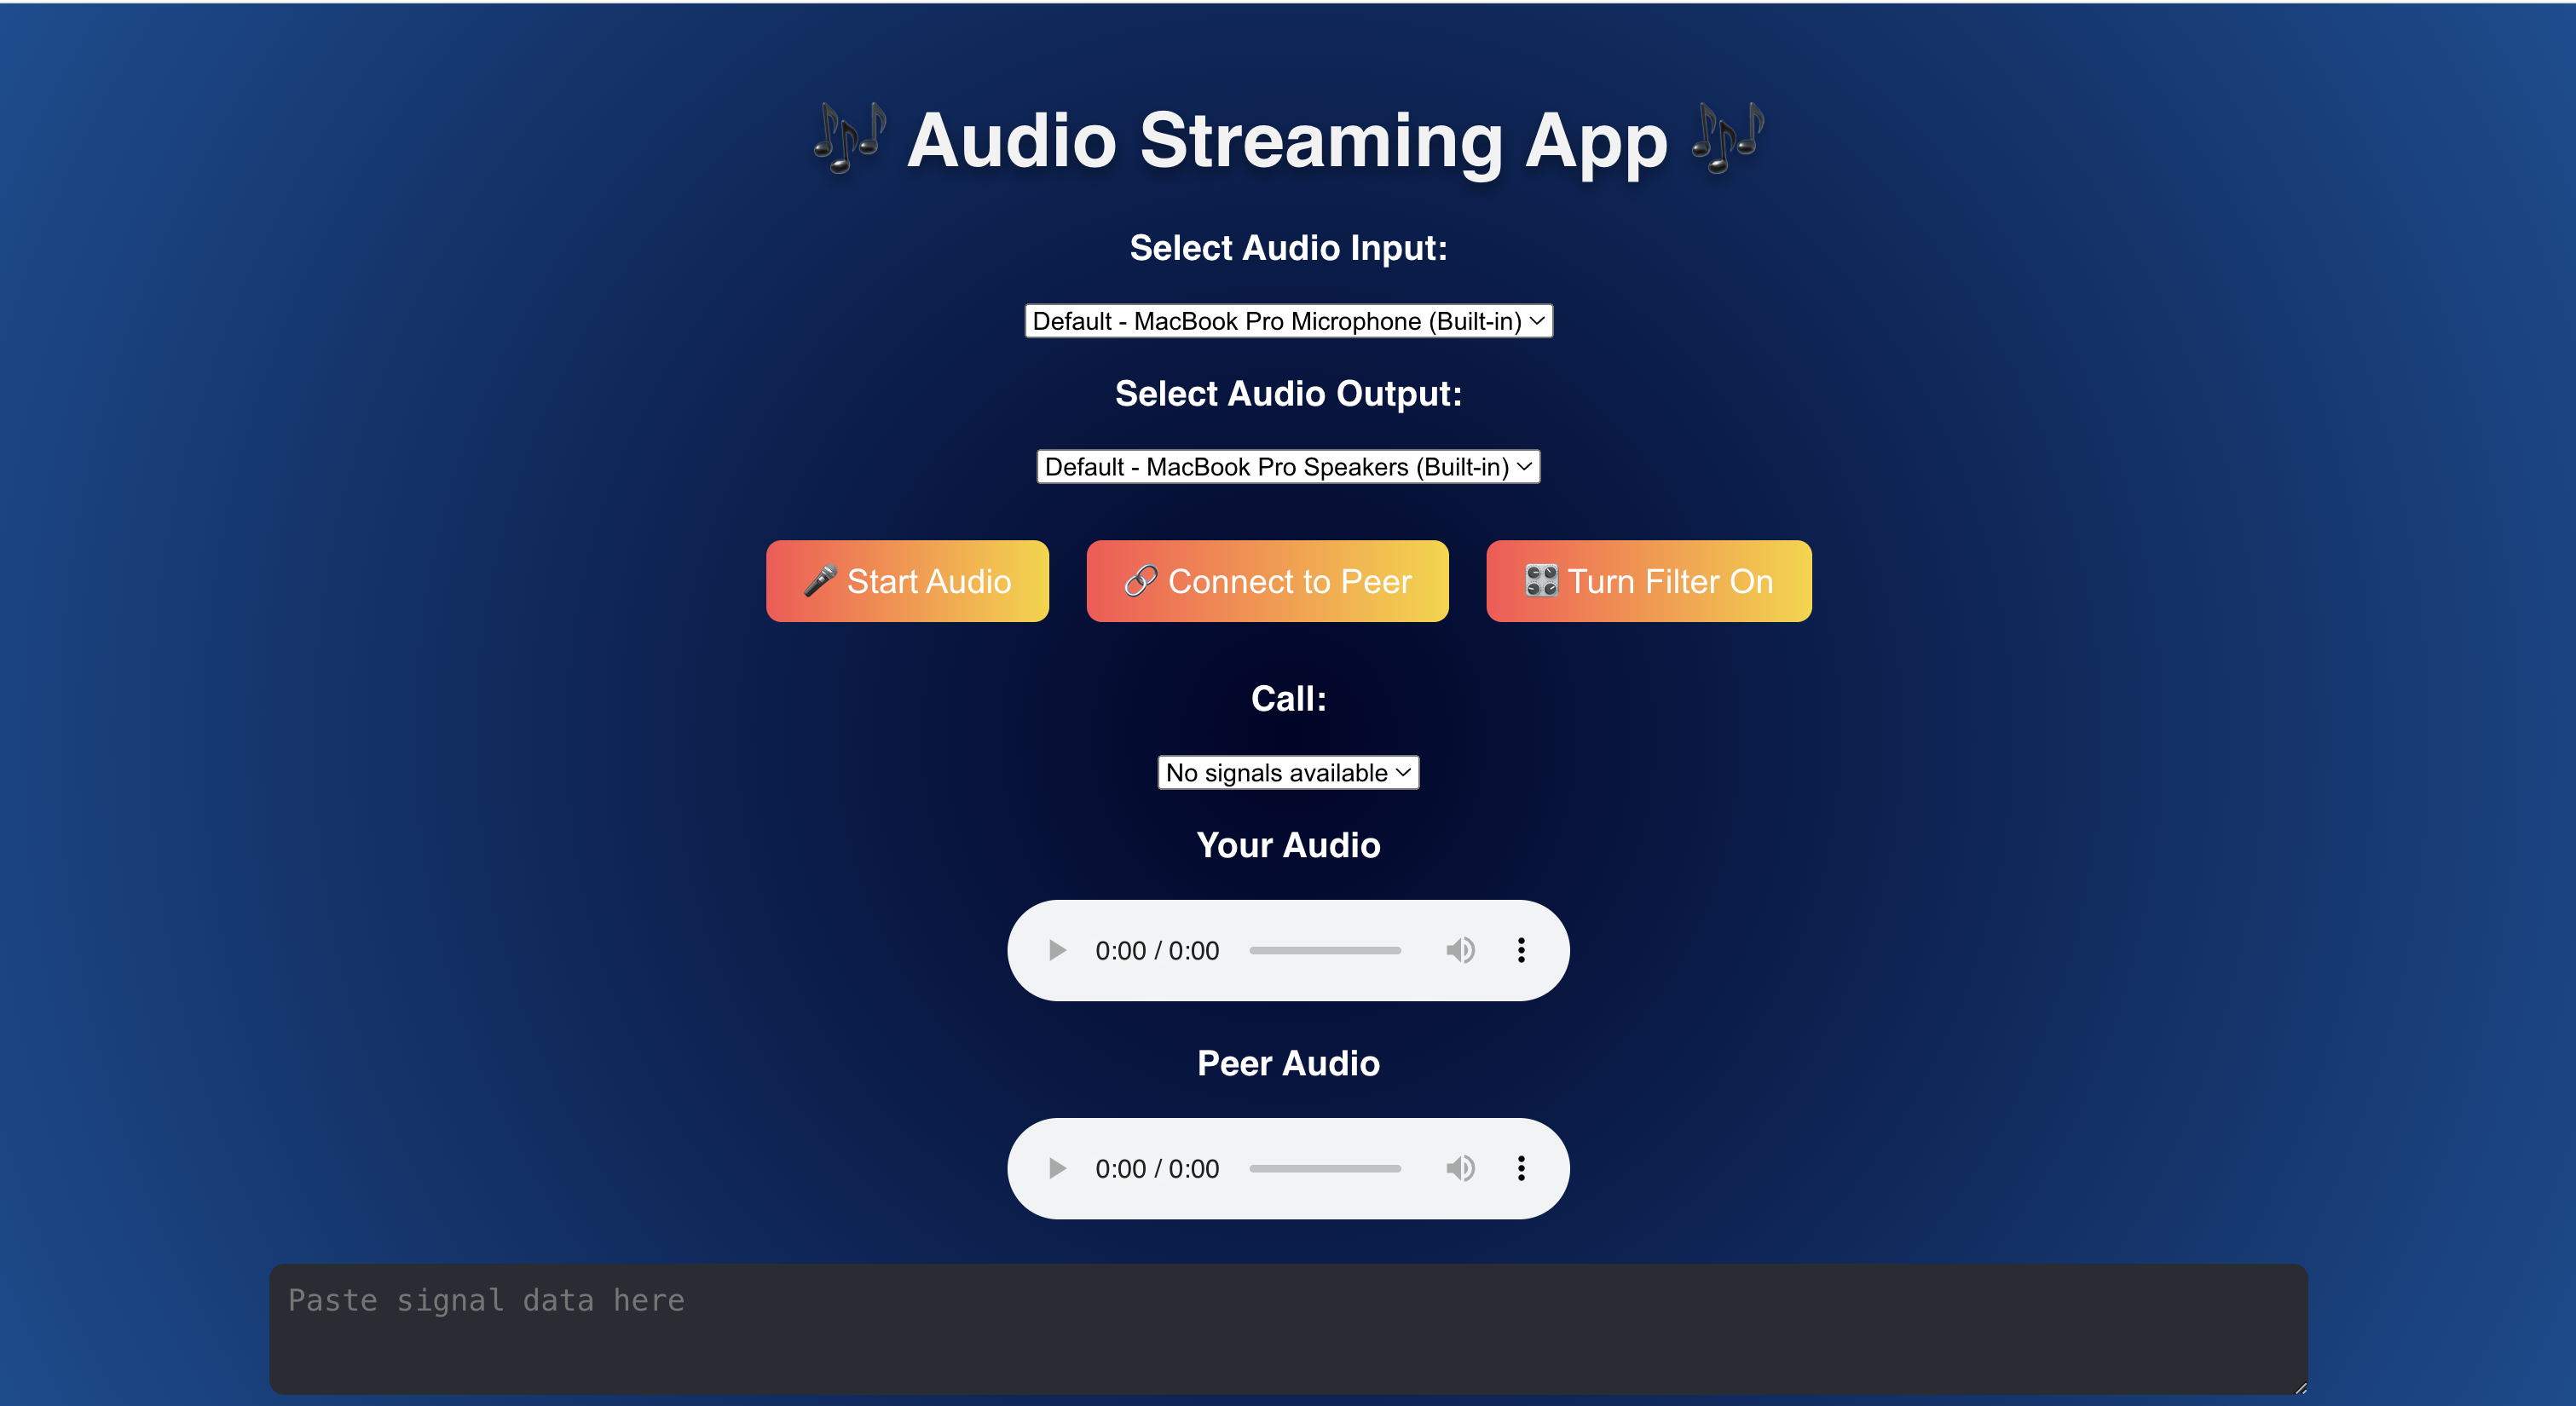 🎶 Audio Streaming App 🎶
Select Audio Input:
Default - MacBook Pro Microphone (Built-in)
Select Audio Output:
Default - MacBook Pro Speakers (Built-in)
🎤 Start Audio 🔗 Connect to Peer 🎛️ Turn Filter On
Call:
No signals available
Your Audio
0:00 / 0:00
Peer Audio
0:00 / 0:00
Paste signal data here